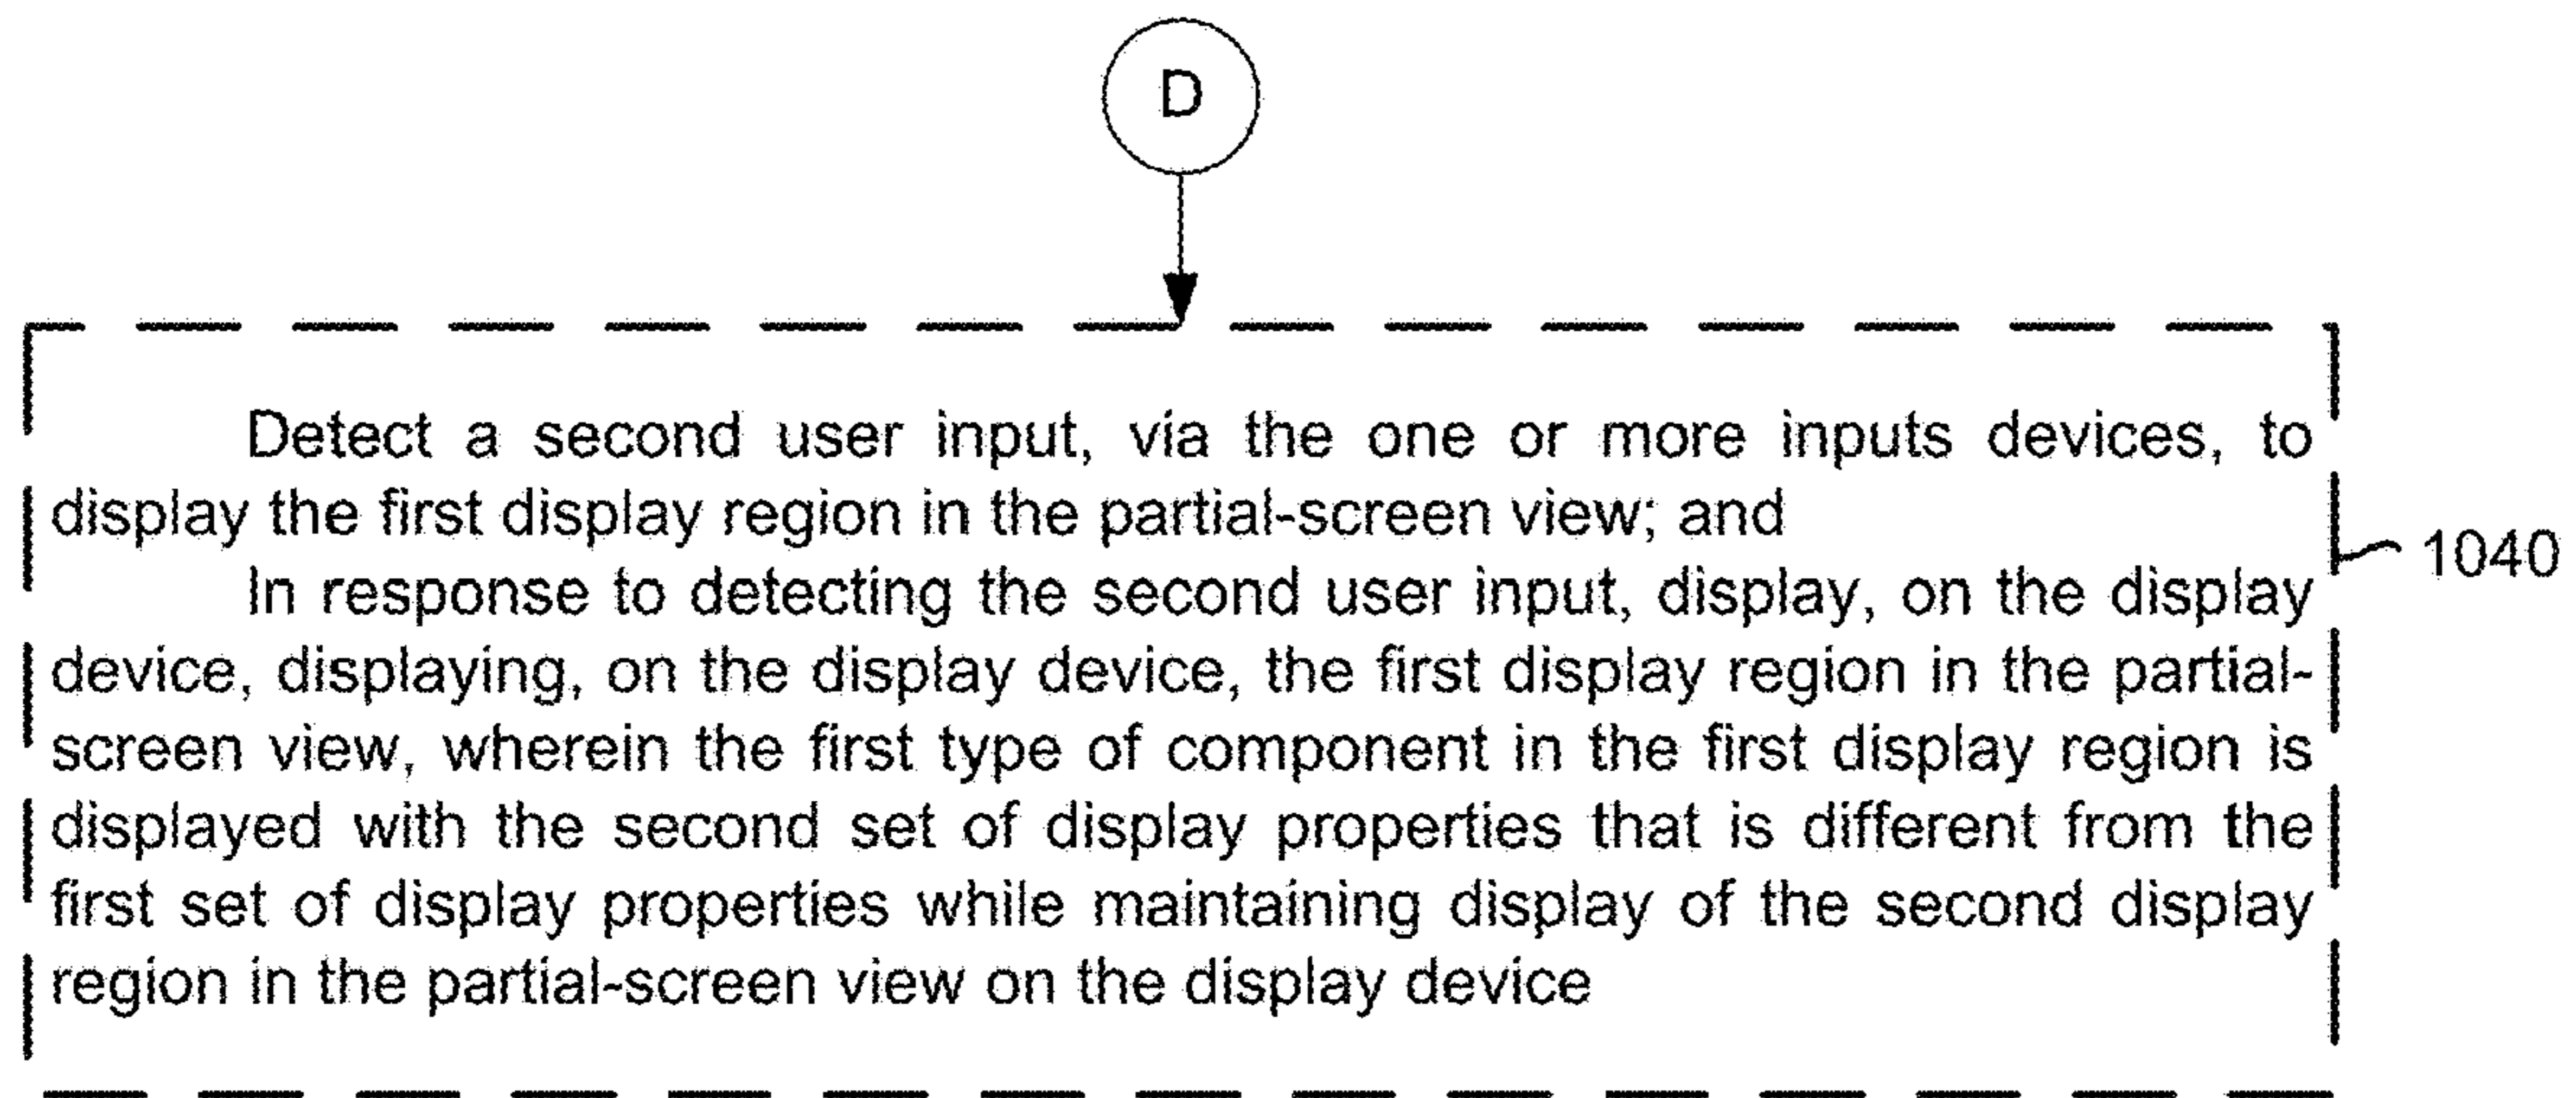 D
Detect a second user input, via the one or more inputs devices, to
display the first display region in the partial-screen view; and
In response to detecting the second user input, display, on the display
device, displaying, on the display device, the first display region in the partial-
screen view, wherein the first type of component in the first display region is
displayed with the second set of display properties that is different from the
first set of display properties while maintaining display of the second display
region in the partial-screen view on the display device
1040